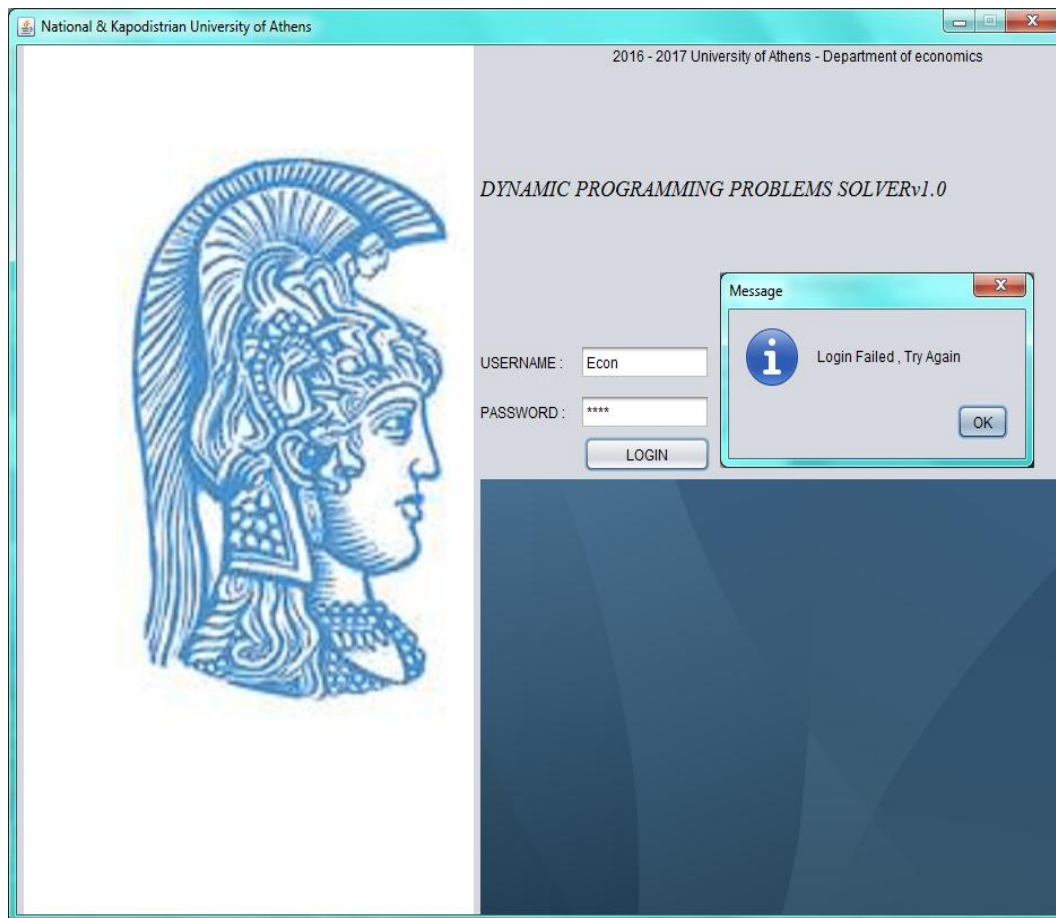 National & Kapodistrian University of Athens
2016 - 2017 University of Athens - Department of economics
DYNAMIC PROGRAMMING PROBLEMS SOLVERv1.0
Message
Login Failed , Try Again
OK
USERNAME : Econ
PASSWORD : ****
LOGIN